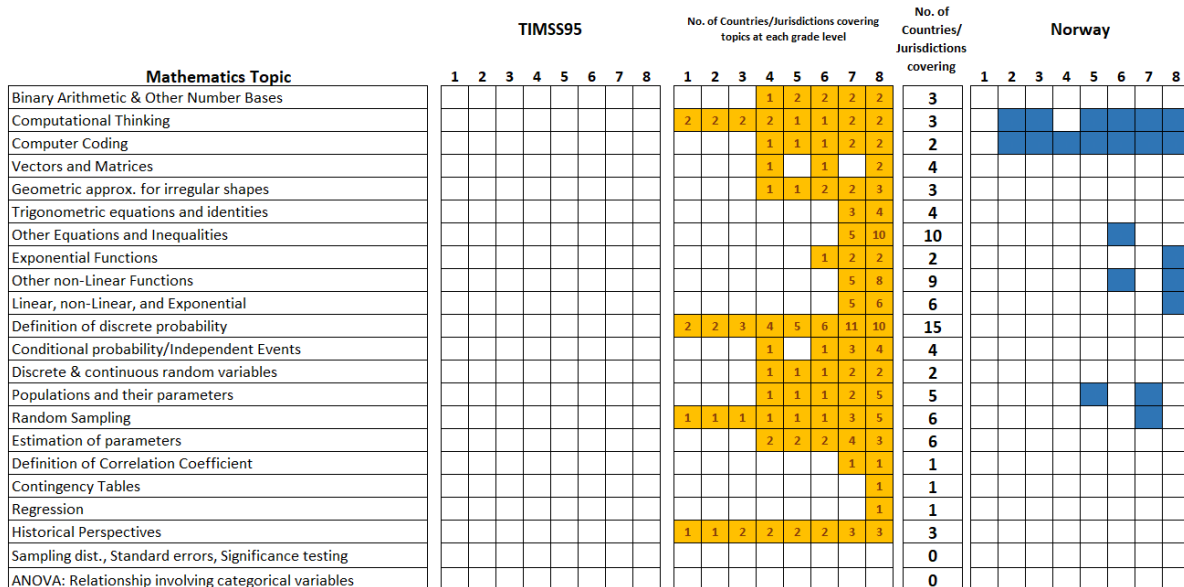 TIMSS95
No. of Countries/Jurisdictions covering
topics at each grade level
No. of
Countries/
Jurisdictions
covering
Norway
Mathematics Topic 1 2 3 4 5 6 7 8 1 2 3 4 5 6 7 8 1 2 3 4 5 6 7 8
Binary Arithmetic & Other Number Bases 1 2 2 2 2 3
Computational Thinking 2 2 2 2 1 1 2 2 3
Computer Coding 1 1 1 2 2 2
Vectors and Matrices 1 1 2 4
Geometric approx. for irregular shapes 1 1 2 2 3 3
Trigonometric equations and identities 3 4 4
Other Equations and Inequalities 5 10 10
Exponential Functions 1 2 2 2
Other non-Linear Functions 5 8 9
Linear, non-Linear, and Exponential 5 6 6
Definition of discrete probability 2 2 3 4 5 6 11 10 15
Conditional probability/Independent Events 1 1 3 4 4
Discrete & continuous random variables 1 1 1 2 2 2
Populations and their parameters 1 1 1 2 5 5
Random Sampling 1 1 1 1 1 1 3 5 6
Estimation of parameters 2 2 2 4 3 6
Definition of Correlation Coefficient 1 1 1
Contingency Tables 1 1
Regression 1 1
Historical Perspectives 1 1 2 2 2 2 3 3 3
Sampling dist., Standard errors, Significance testing 0
ANOVA: Relationship involving categorical variables 0